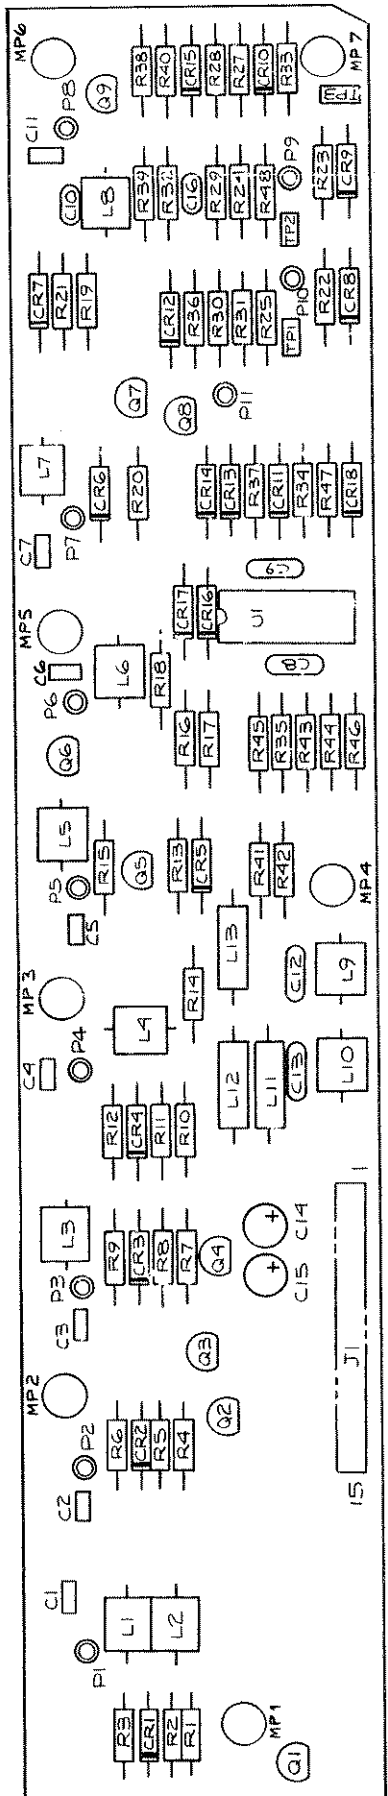 MP6
P8
Q9
R38
R40
CR15
R28
R27
CR10
R33
MP7
TP3
C11
C10
L8
R39
R32
C16
R29
R24
R48
P9
TP2
R23
CR9
CR7
R21
R19
CR12
R36
R30
R31
R25
P10
TP1
R22
CR8
Q7
Q8
P11
L7
C7
P7
CR6
R20
CR14
CR13
R37
CR11
R34
R47
CR18
C9
MP5
C6
P6
L6
R18
CR17
CR16
U1
C8
Q6
R16
R17
R45
R35
R43
R44
R46
L5
P5
R15
Q5
R13
CR5
R41
R42
MP4
C5
MP3
L13
R14
C12
L9
C4
P4
L4
L12
L11
C13
L10
R12
CR4
R11
R10
L3
P3
C3
R9
CR3
R8
R7
Q4
C14
C15
1
J1
15
Q3
MP2
P2
C2
R6
CR2
R5
R4
Q2
C1
P1
L1
L2
R3
CR1
R2
R1
MP1
Q1